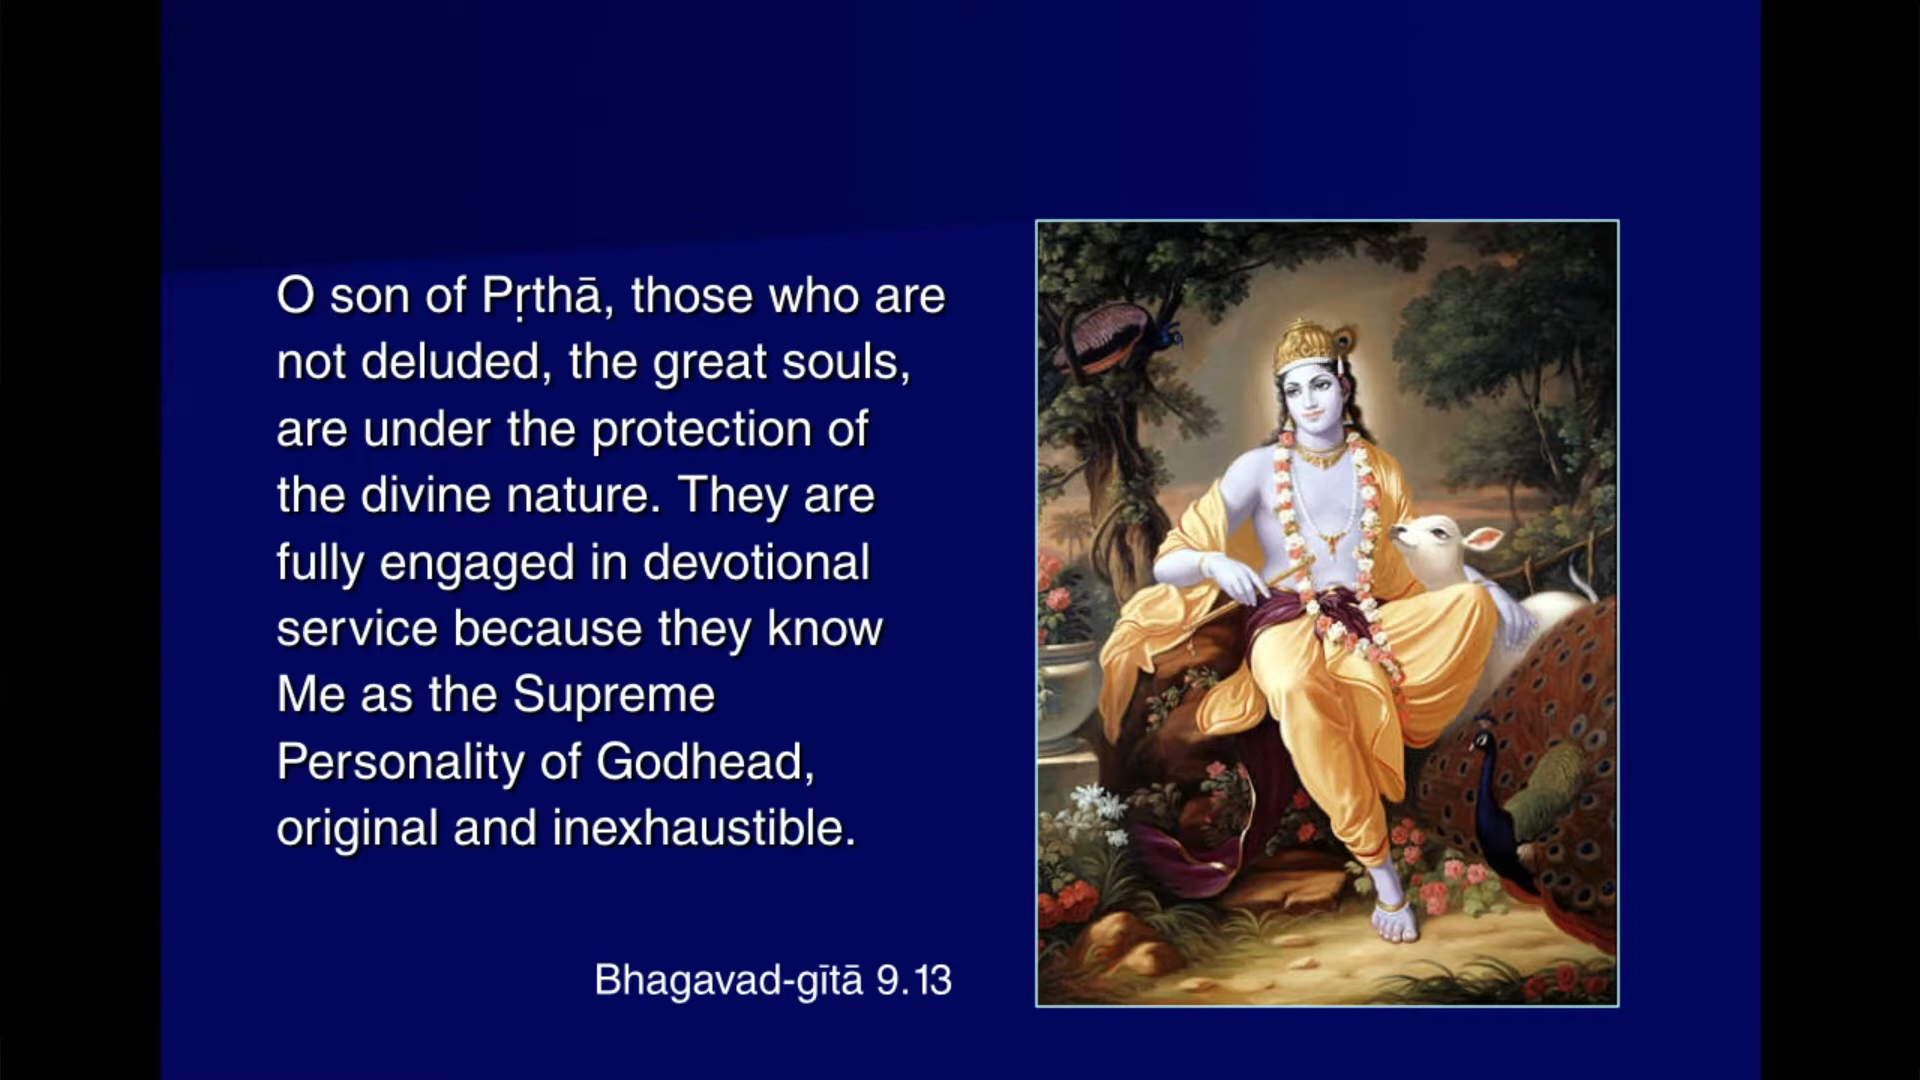 O son of Pṛthā, those who are
not deluded, the great souls,
are under the protection of
the divine nature. They are
fully engaged in devotional
service because they know
Me as the Supreme
Personality of Godhead,
original and inexhaustible.
Bhagavad-gītā 9.13